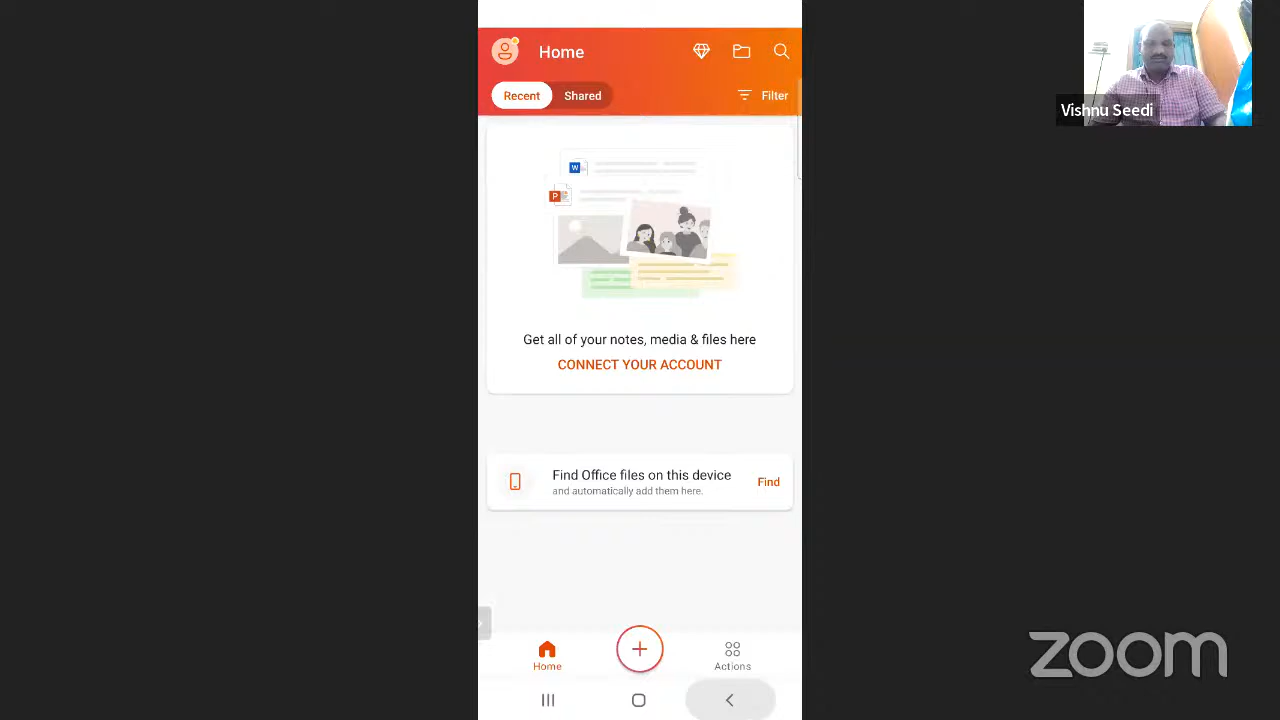 Home
Recent
Shared
Filter
W
P
Get all of your notes, media & files here
CONNECT YOUR ACCOUNT
Find Office files on this device
and automatically add them here.
Find
Home
Actions
Vishnu Seedi
zoom